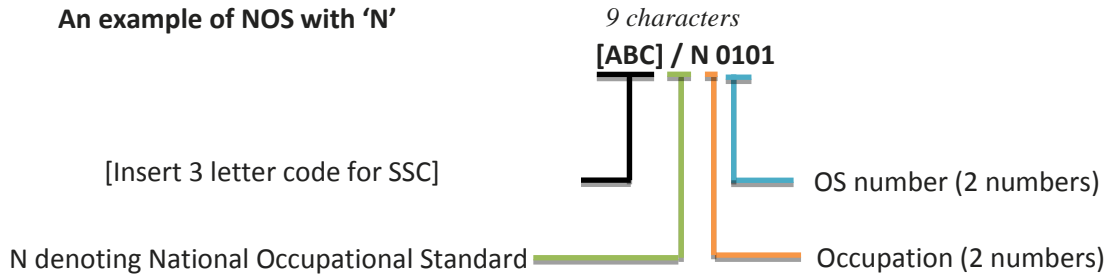 An example of NOS with ‘N’
9 characters
[ABC] / N 0101
[Insert 3 letter code for SSC]
OS number (2 numbers)
N denoting National Occupational Standard
Occupation (2 numbers)